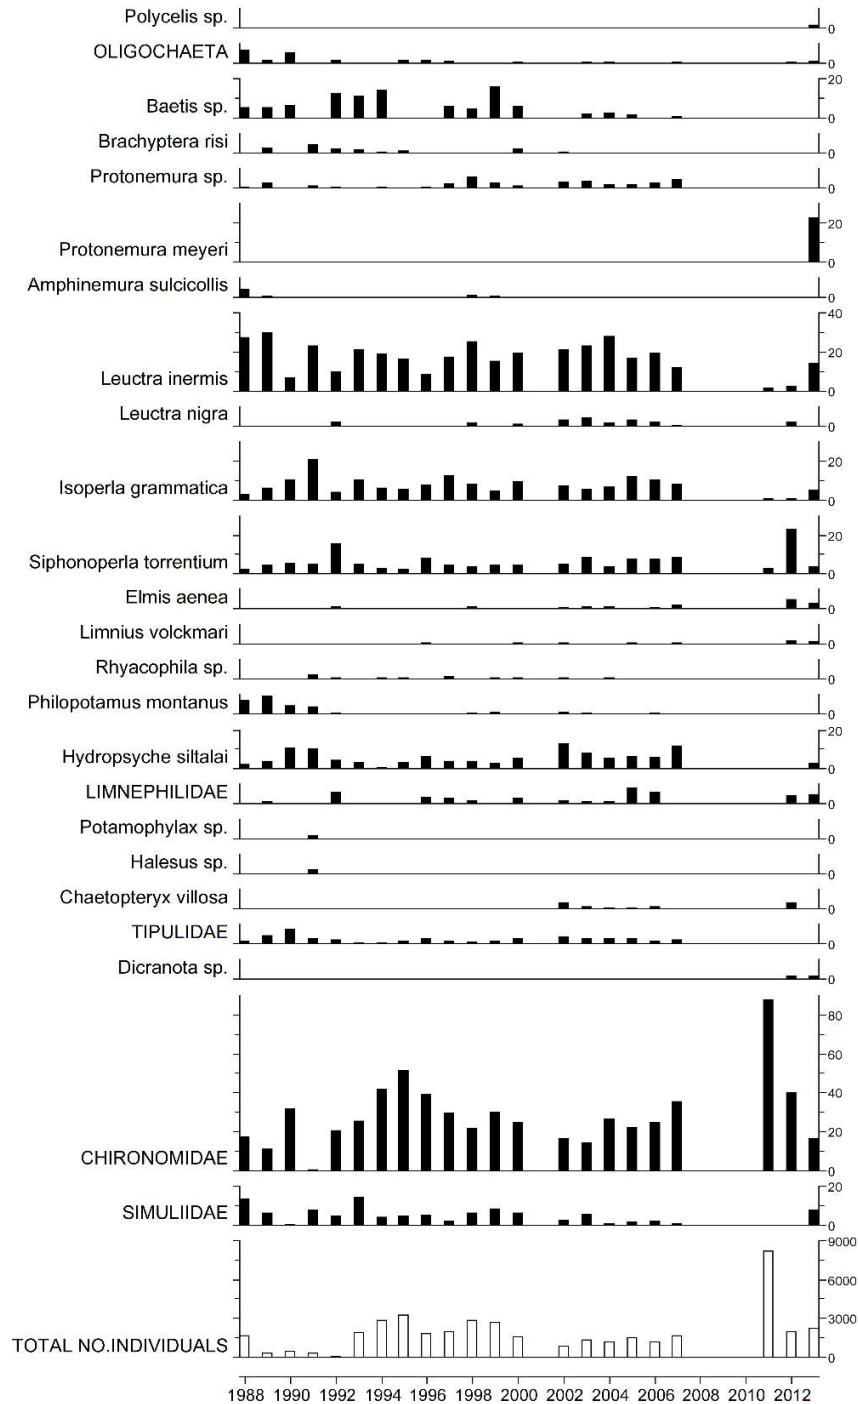 Polycelis sp. 0
OLIGOCHAETA 0
20
Baetis sp. 0
Brachyptera risi 0
Protonemura sp. 0
20
Protonemura meyeri 0
Amphinemura sulcicollis 0
40
20
Leuctra inermis 0
Leuctra nigra 0
20
Isoperla grammatica 0
20
Siphonoperla torrentium 0
Elmis aenea 0
Limnius volckmari 0
Rhyacophila sp. 0
Philopotamus montanus 0
20
Hydropsyche siltalai 0
LIMNEPHILIDAE 0
Potamophylax sp. 0
Halesus sp. 0
Chaetopteryx villosa 0
TIPULIDAE 0
Dicranota sp. 0
80
60
40
20
CHIRONOMIDAE 0
20
SIMULIIDAE 0
9000
6000
3000
TOTAL NO.INDIVIDUALS 0
1988 1990 1992 1994 1996 1998 2000 2002 2004 2006 2008 2010 2012